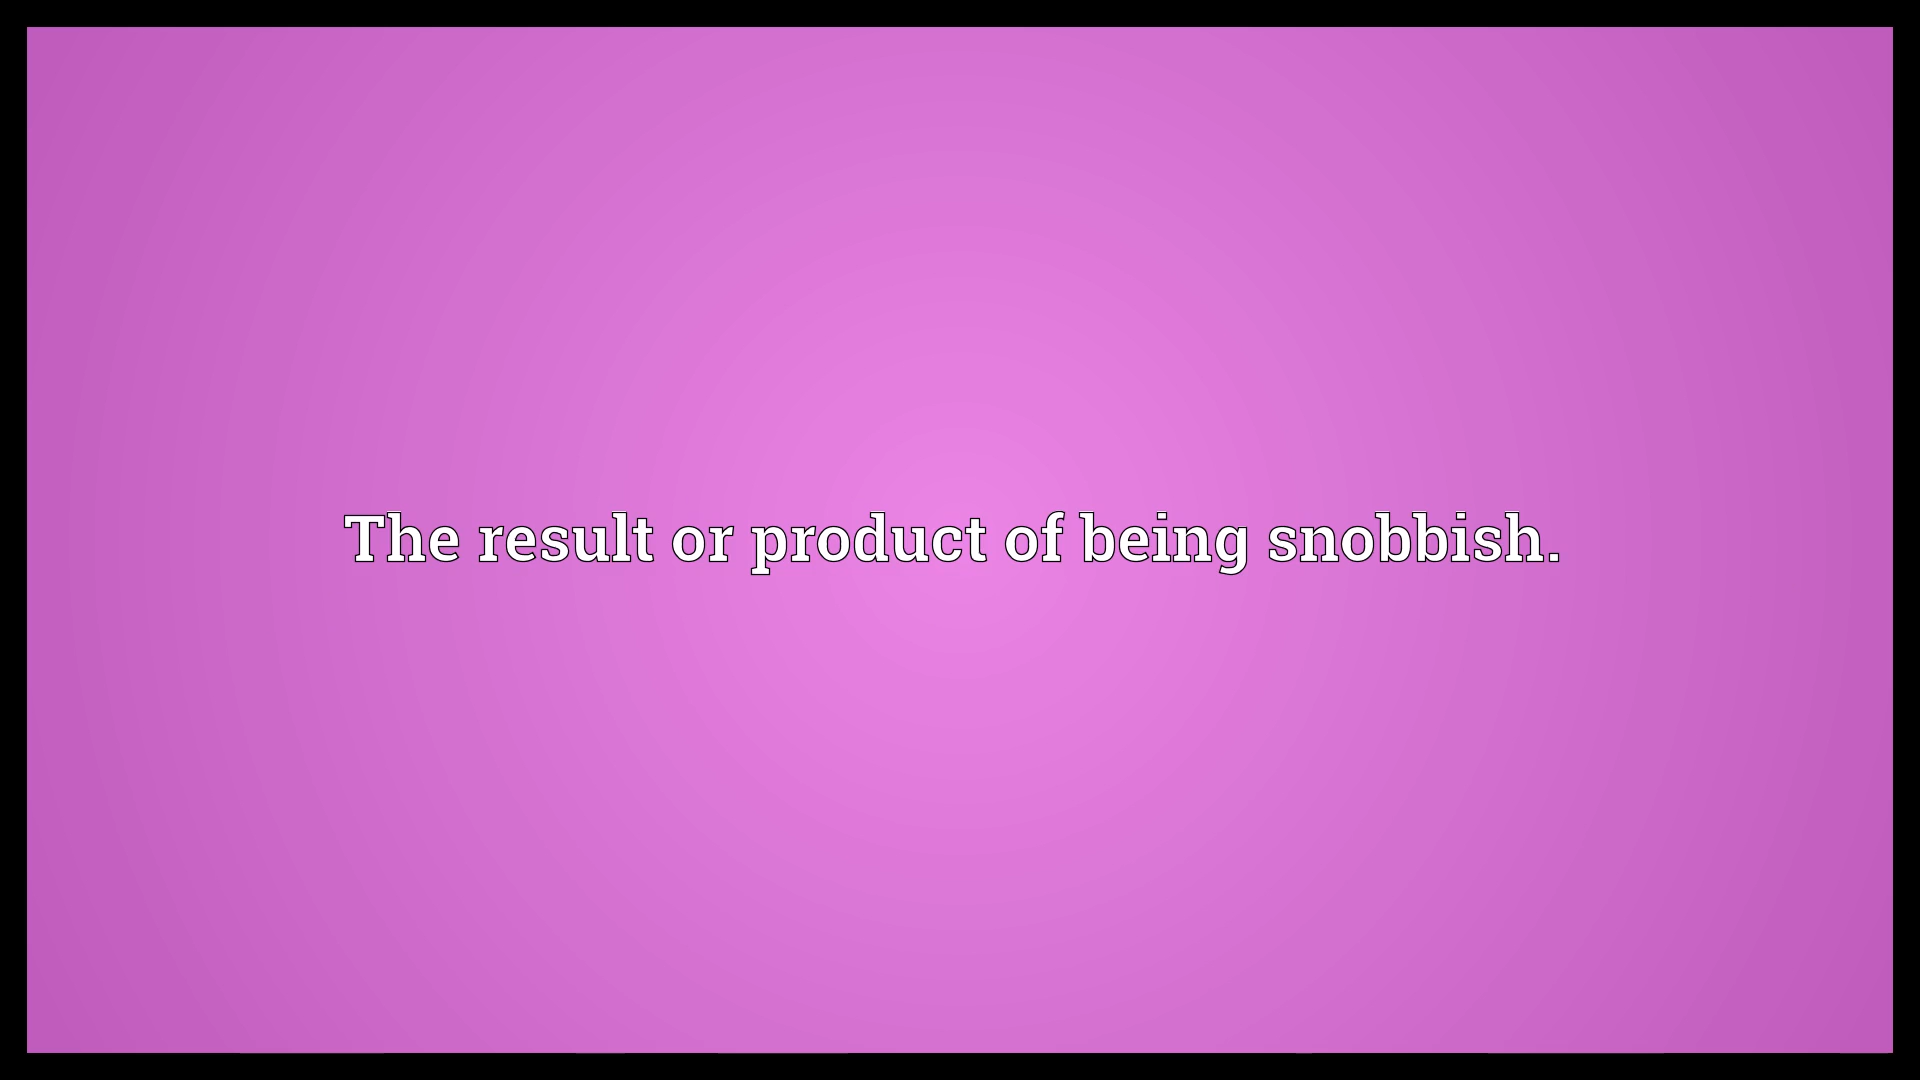 The result or product of being snobbish.